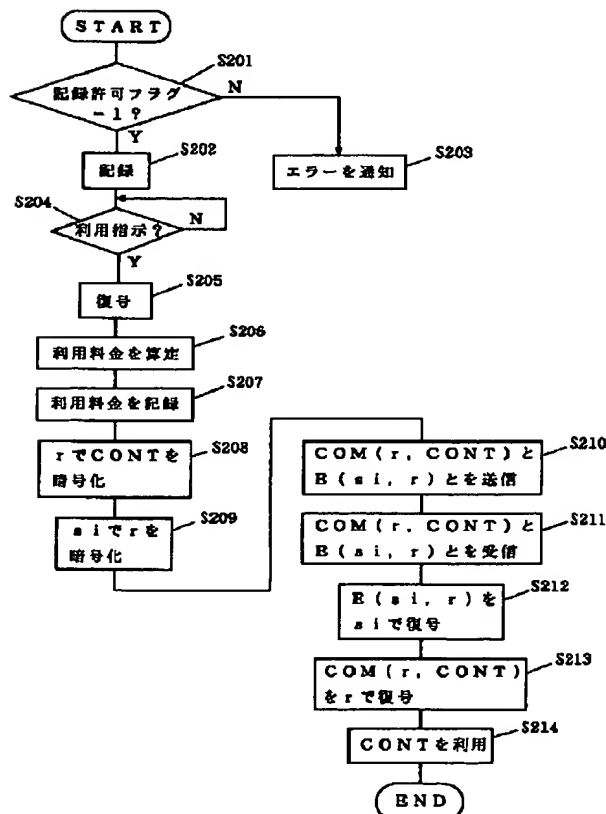 START
S201
記録許可フラグ
-1?
N
Y
S202
記録
S203
エラーを通知
S204
利用指示?
N
Y
S205
復号
S206
利用料金を算定
S207
利用料金を記録
S208
rでCONTを
暗号化
S209
siでrを
暗号化
S210
COM(r, CONT)と
E(si, r)とを送信
S211
COM(r, CONT)と
E(si, r)とを受信
S212
E(si, r)を
siで復号
S213
COM(r, CONT)
をrで復号
S214
CONTを利用
END